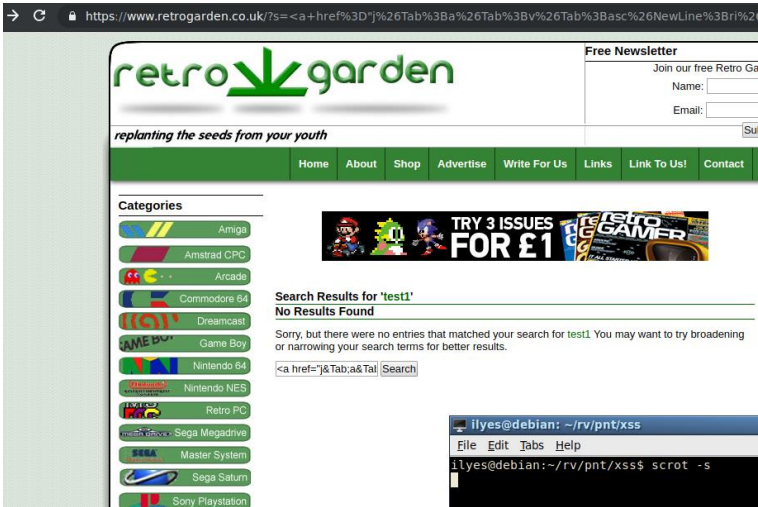 https://www.retrogarden.co.uk/?s=<a+href%3D"j%26Tab%3Ba%26Tab%3Bv%26Tab%3Basc%26NewLine%3Bri%2
retro garden
replanting the seeds from your youth
Free Newsletter
Join our free Retro Ga
Name:
Email:
Su
Home About Shop Advertise Write For Us Links Link To Us! Contact
Categories
Amiga
Amstrad CPC
Arcade
Commodore 64
Dreamcast
GAME BOY Game Boy
Nintendo 64
Nintendo NES
Retro PC
Sega Megadrive
SEGA Master System
Sega Saturn
Sony Playstation
TRY 3 ISSUES
FOR £1
retro
GAMER
Search Results for 'test1'
No Results Found
Sorry, but there were no entries that matched your search for test1 You may want to try broadening
or narrowing your search terms for better results.
<a href="j&Tab;a&Tal Search
ilyes@debian: ~/rv/pnt/xss
File Edit Tabs Help
ilyes@debian:~/rv/pnt/xss$ scrot -s